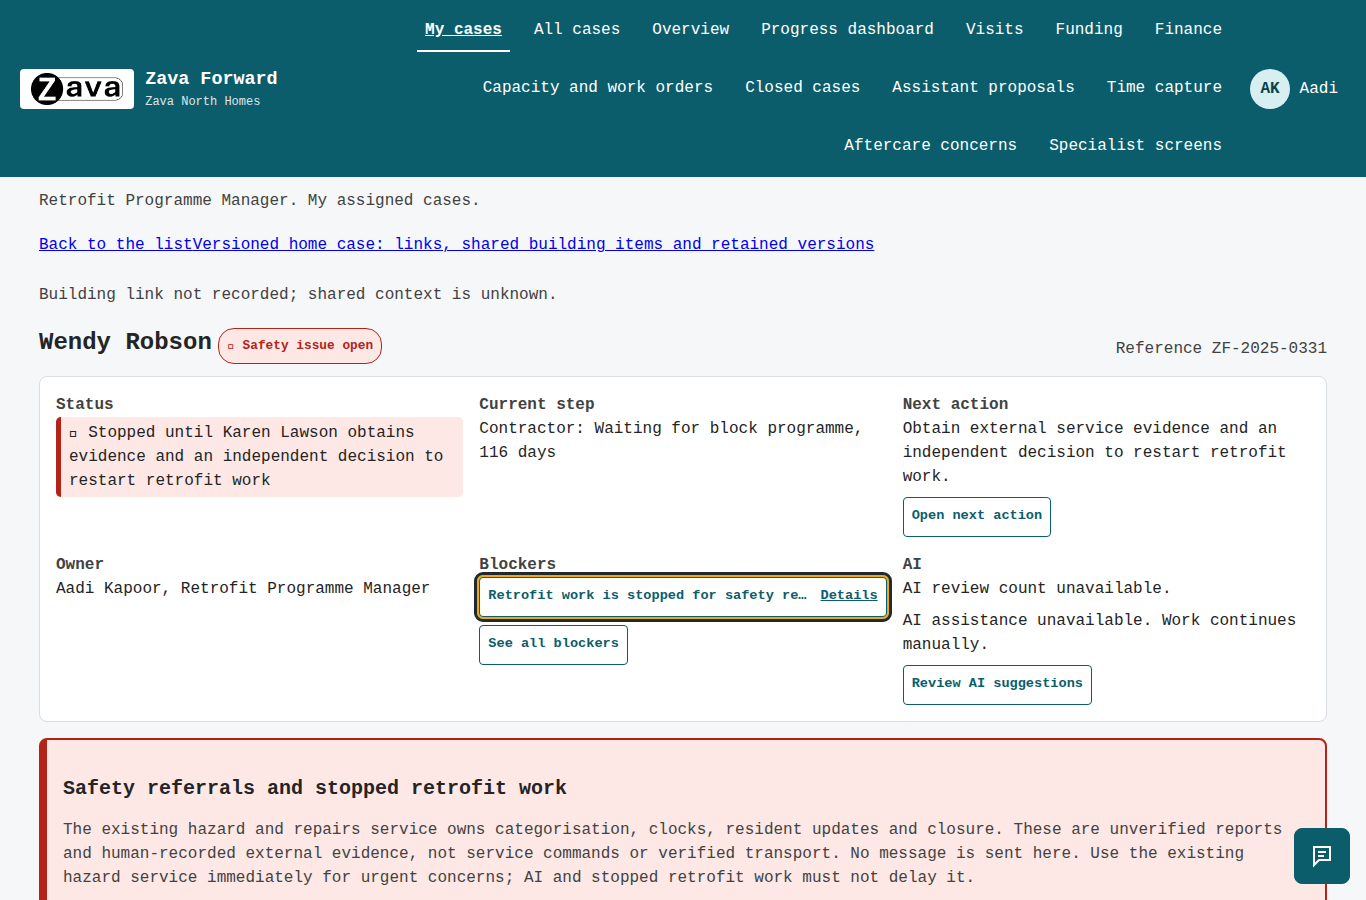 My cases All cases Overview Progress dashboard Visits Funding Finance
Zava
Zava Forward
Zava North Homes
Capacity and work orders Closed cases Assistant proposals Time capture
AK Aadi
Aftercare concerns Specialist screens
Retrofit Programme Manager. My assigned cases.
Back to the listVersioned home case: links, shared building items and retained versions
Building link not recorded; shared context is unknown.
Wendy Robson
Safety issue open
Reference ZF-2025-0331
Status
Stopped until Karen Lawson obtains
evidence and an independent decision to
restart retrofit work
Current step
Contractor: Waiting for block programme,
116 days
Next action
Obtain external service evidence and an
independent decision to restart retrofit
work.
Open next action
Owner
Aadi Kapoor, Retrofit Programme Manager
Blockers
Retrofit work is stopped for safety re… Details
See all blockers
AI
AI review count unavailable.
AI assistance unavailable. Work continues
manually.
Review AI suggestions
Safety referrals and stopped retrofit work
The existing hazard and repairs service owns categorisation, clocks, resident updates and closure. These are unverified reports
and human-recorded external evidence, not service commands or verified transport. No message is sent here. Use the existing
hazard service immediately for urgent concerns; AI and stopped retrofit work must not delay it.